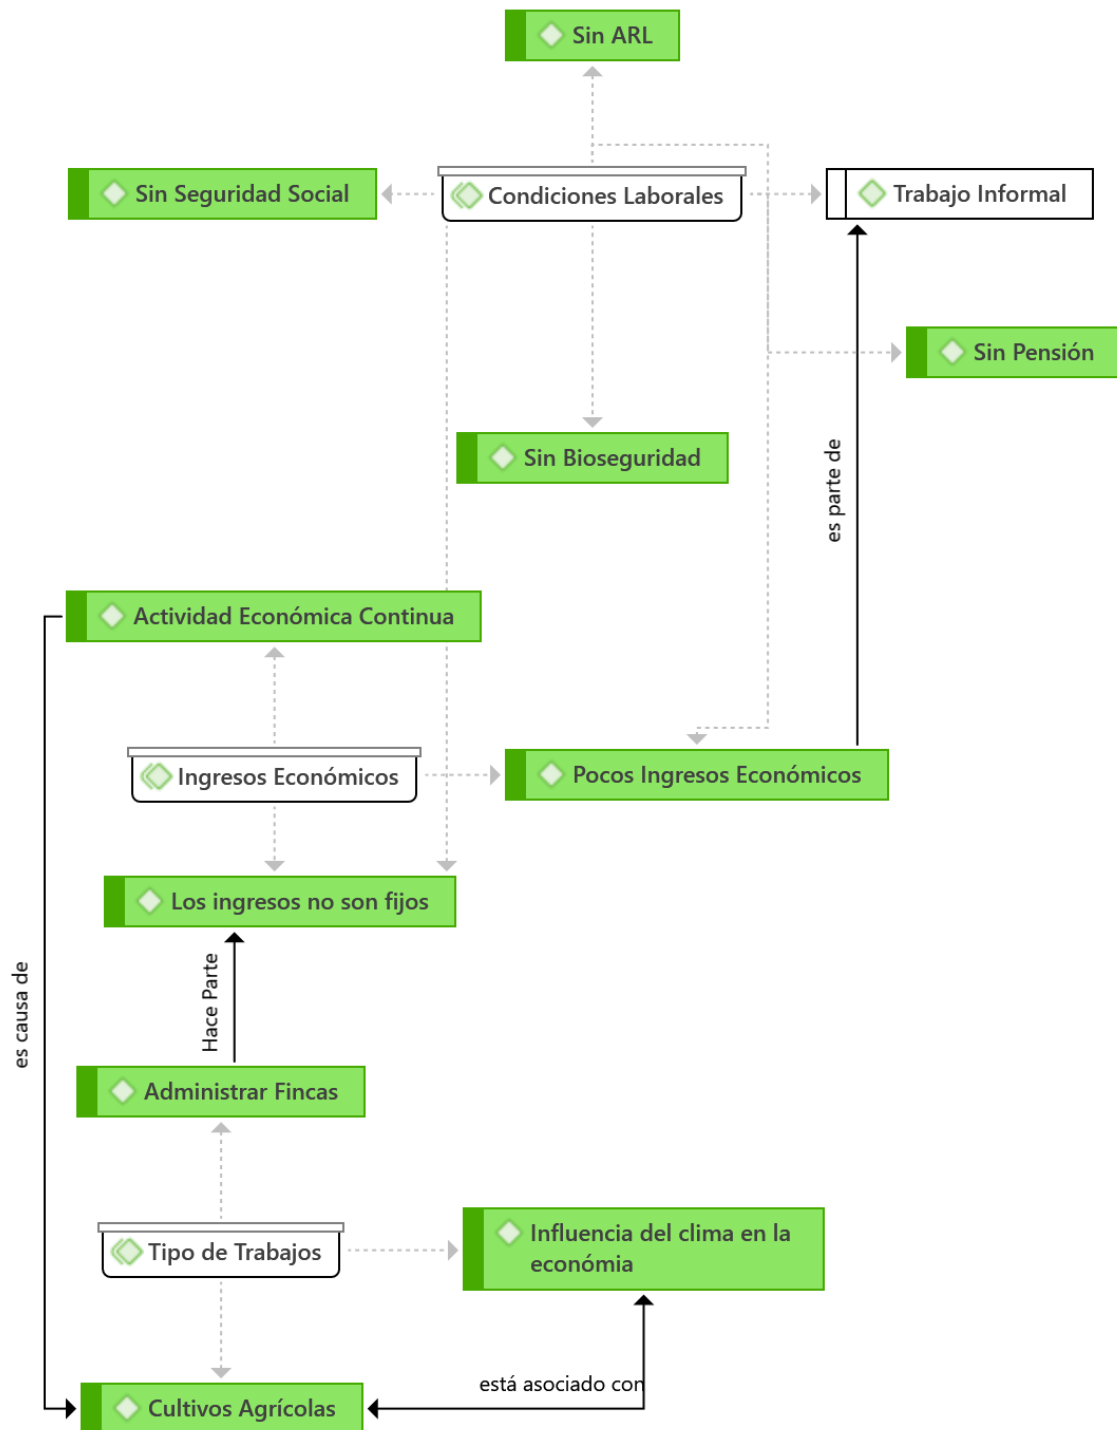 Sin ARL
Sin Seguridad Social
Condiciones Laborales
Trabajo Informal
Sin Pensión
es parte de
Sin Bioseguridad
Actividad Económica Continua
Ingresos Económicos
Pocos Ingresos Económicos
Los ingresos no son fijos
es causa de
Hace Parte
Administrar Fincas
Tipo de Trabajos
Influencia del clima en la
económia
está asociado con
Cultivos Agrícolas